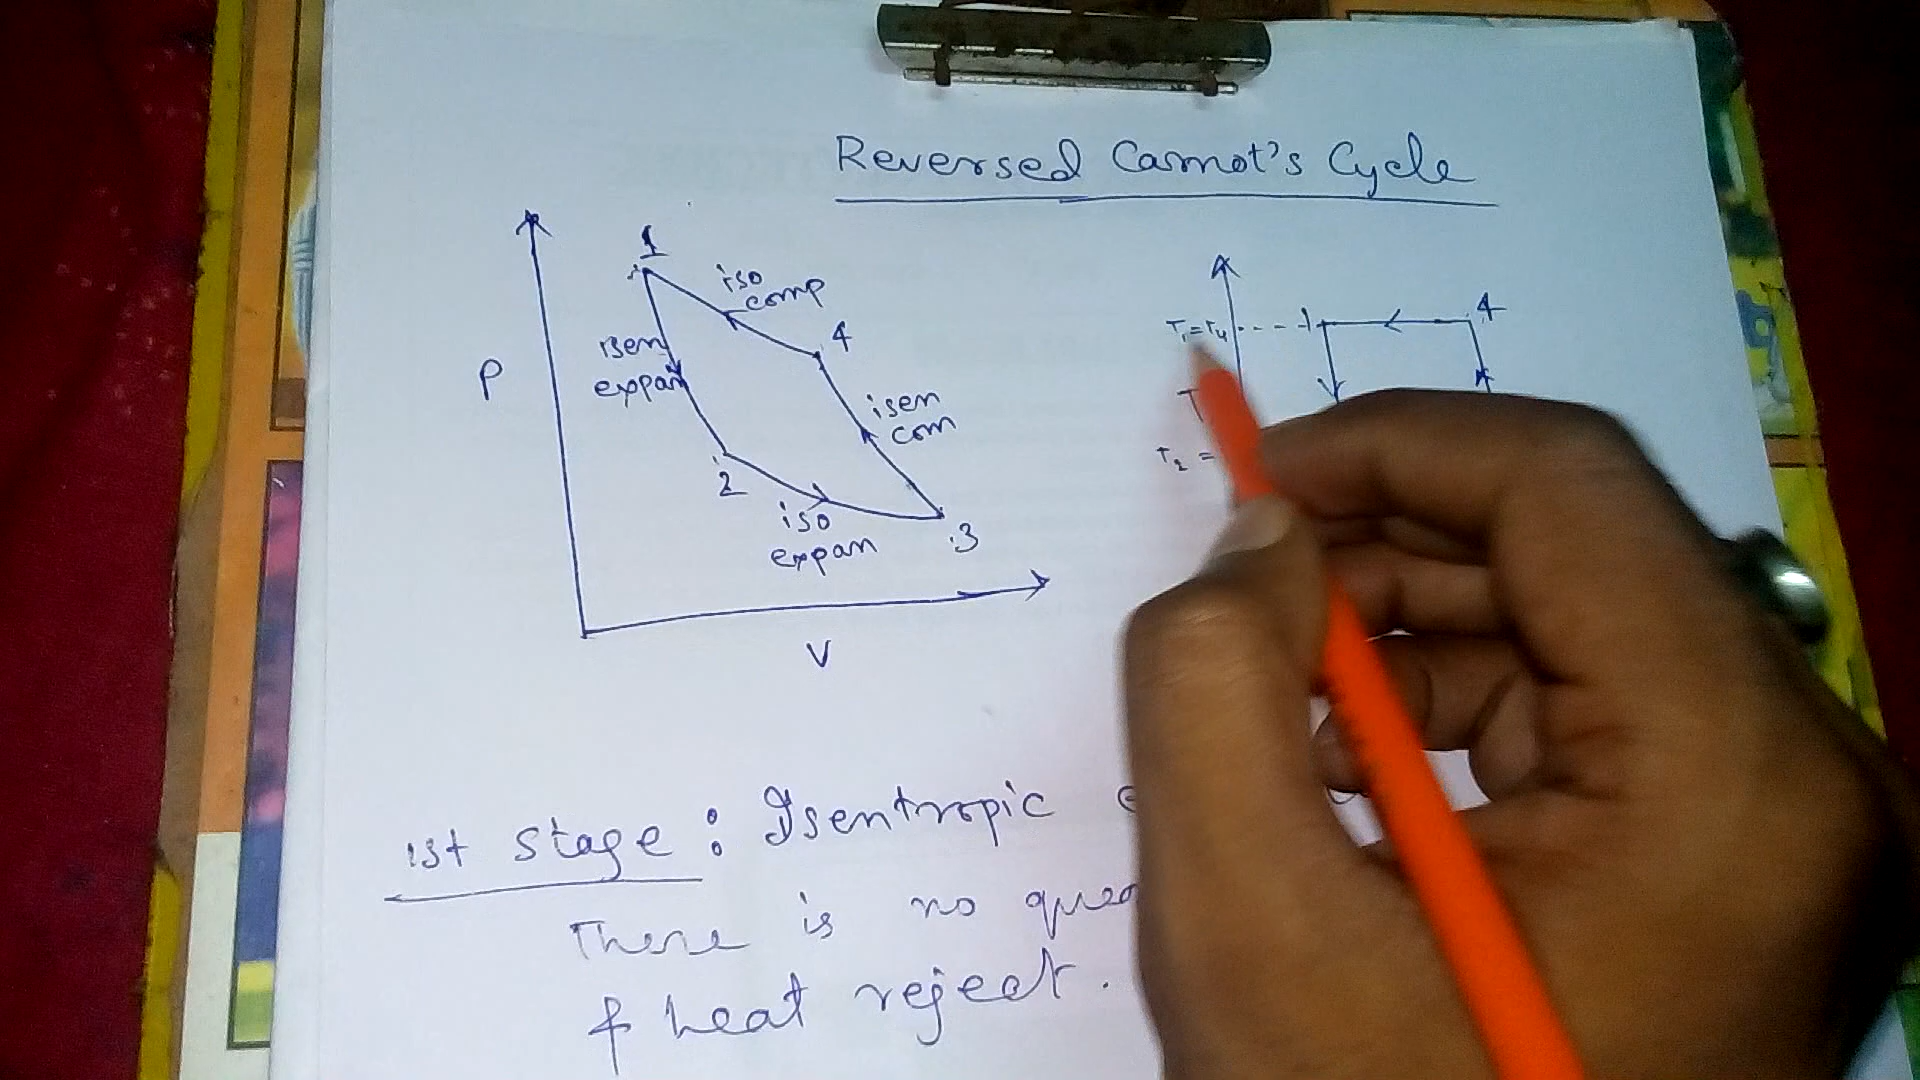 Reversed Carnot's Cycle
1
iso
comp
4
isen
expan
P
isen
com
2
iso
expan
3
V
T₁=T₄
1
4
T
T₂ =
1st stage : Isentropic
There is no
& heat reject.